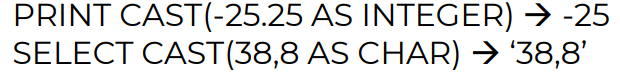 PRINT CAST(-25.25 AS INTEGER) → -25
SELECT CAST(38,8 AS CHAR) → ‘38,8’